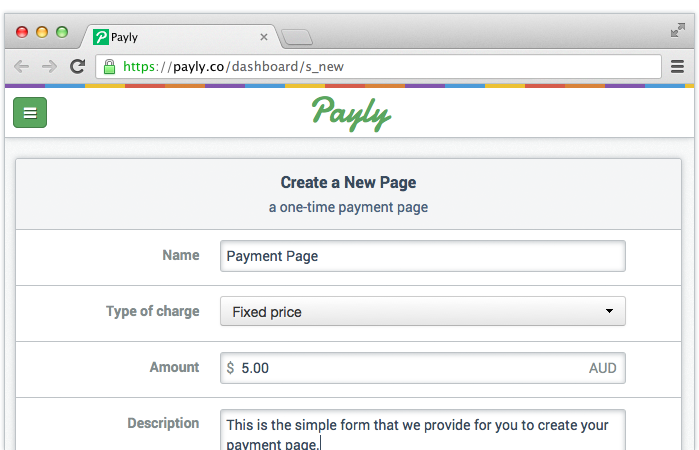 Payly
https://payly.co/dashboard/s_new
Payly
Create a New Page
a one-time payment page
Name Payment Page
Type of charge Fixed price
Amount $ 5.00 AUD
Description This is the simple form that we provide for you to create your
payment page.